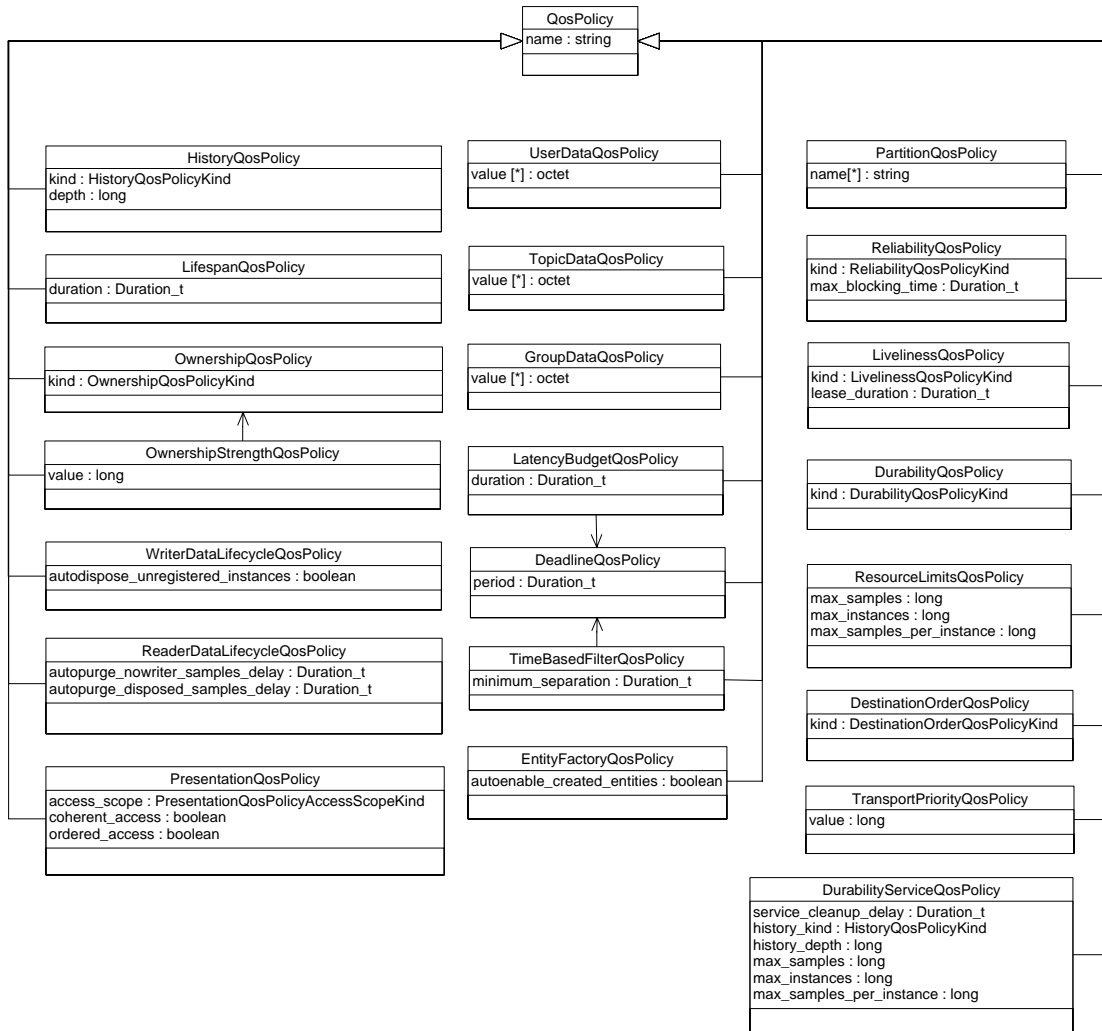 QosPolicy
name : string
HistoryQosPolicy
kind : HistoryQosPolicyKind
depth : long
LifespanQosPolicy
duration : Duration_t
OwnershipQosPolicy
kind : OwnershipQosPolicyKind
OwnershipStrengthQosPolicy
value : long
WriterDataLifecycleQosPolicy
autodispose_unregistered_instances : boolean
ReaderDataLifecycleQosPolicy
autopurge_nowriter_samples_delay : Duration_t
autopurge_disposed_samples_delay : Duration_t
PresentationQosPolicy
access_scope : PresentationQosPolicyAccessScopeKind
coherent_access : boolean
ordered_access : boolean
UserDataQosPolicy
value [*] : octet
TopicDataQosPolicy
value [*] : octet
GroupDataQosPolicy
value [*] : octet
LatencyBudgetQosPolicy
duration : Duration_t
DeadlineQosPolicy
period : Duration_t
TimeBasedFilterQosPolicy
minimum_separation : Duration_t
EntityFactoryQosPolicy
autoenable_created_entities : boolean
PartitionQosPolicy
name[*] : string
ReliabilityQosPolicy
kind : ReliabilityQosPolicyKind
max_blocking_time : Duration_t
LivelinessQosPolicy
kind : LivelinessQosPolicyKind
lease_duration : Duration_t
DurabilityQosPolicy
kind : DurabilityQosPolicyKind
ResourceLimitsQosPolicy
max_samples : long
max_instances : long
max_samples_per_instance : long
DestinationOrderQosPolicy
kind : DestinationOrderQosPolicyKind
TransportPriorityQosPolicy
value : long
DurabilityServiceQosPolicy
service_cleanup_delay : Duration_t
history_kind : HistoryQosPolicyKind
history_depth : long
max_samples : long
max_instances : long
max_samples_per_instance : long